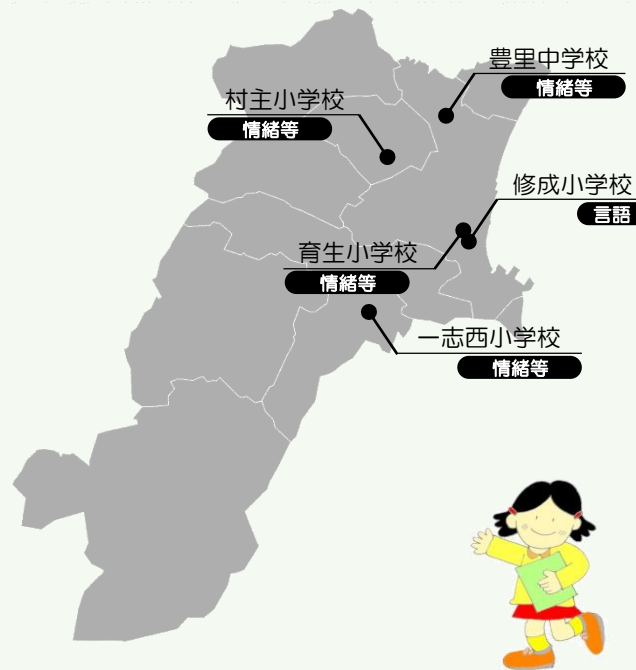 豊里中学校
情緒等
村主小学校
情緒等
修成小学校
言語
育生小学校
情緒等
一志西小学校
情緒等